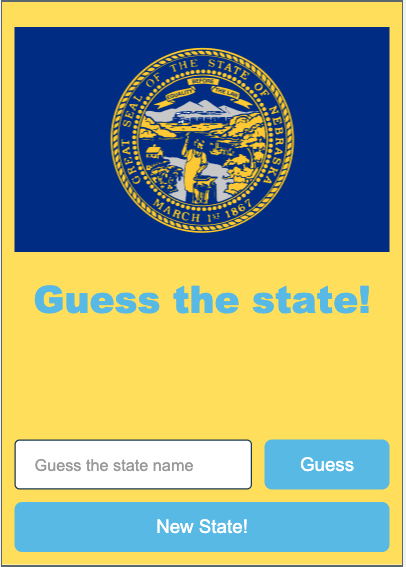 GREAT SEAL OF THE STATE OF NEBRASKA
EQUALITY BEFORE THE LAW
MARCH 1ST 1867
Guess the state!
Guess the state name
Guess
New State!